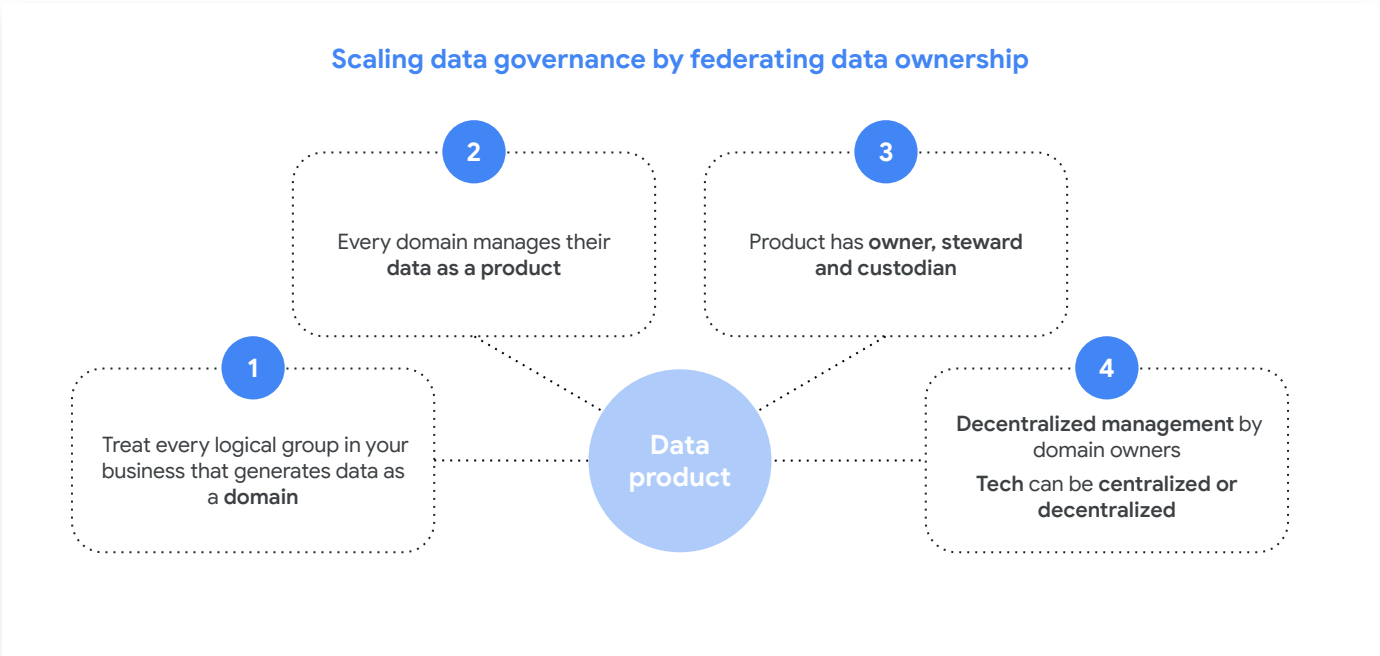 Scaling data governance by federating data ownership
1
Treat every logical group in your
business that generates data as
a domain
2
Every domain manages their
data as a product
3
Product has owner, steward
and custodian
4
Decentralized management by
domain owners
Tech can be centralized or
decentralized
Data
product